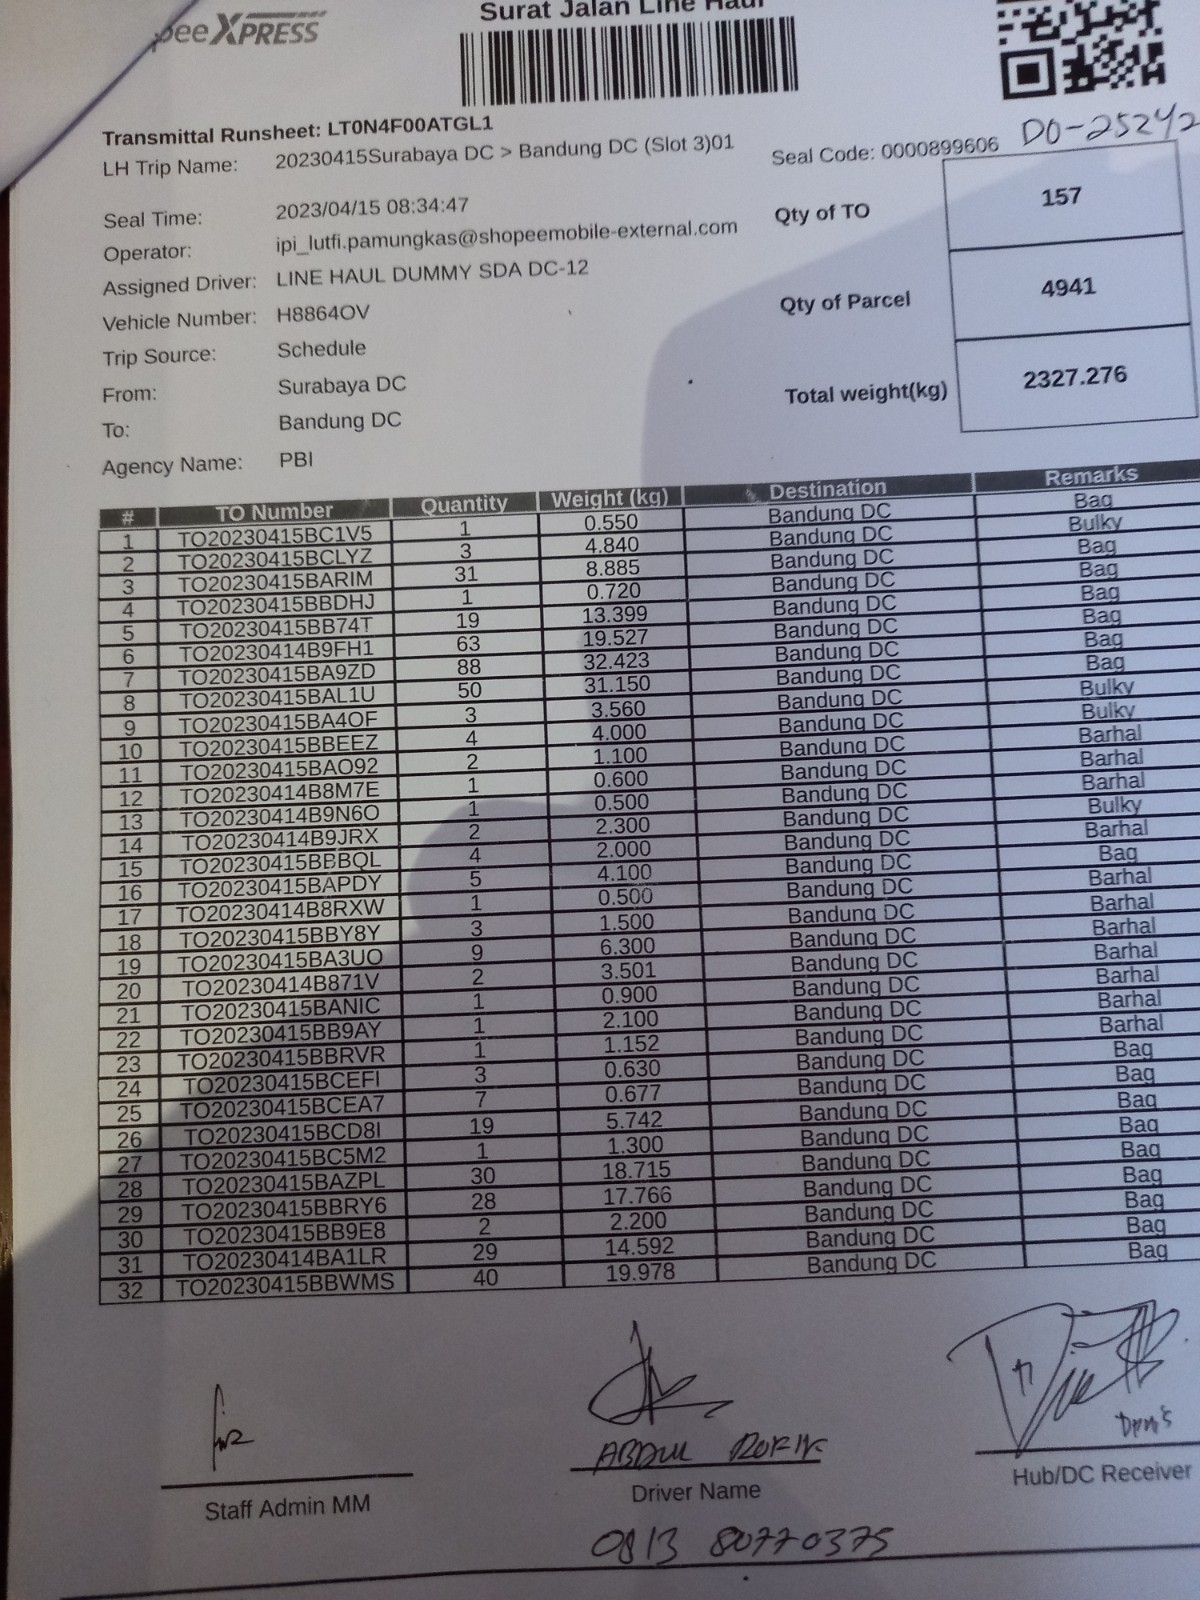 peeXPRESS
Surat Jalan Line Haul
Transmittal Runsheet: LT0N4F00ATGL1
LH Trip Name: 20230415Surabaya DC > Bandung DC (Slot 3)01
Seal Code: 0000899606
DO-25242
Seal Time: 2023/04/15 08:34:47
Qty of TO 157
Operator: ipi_lutfi.pamungkas@shopeemobile-external.com
Assigned Driver: LINE HAUL DUMMY SDA DC-12
Qty of Parcel 4941
Vehicle Number: H8864OV
Trip Source: Schedule
From: Surabaya DC
Total weight(kg) 2327.276
To: Bandung DC
Agency Name: PBI
# TO Number Quantity Weight (kg) Destination Remarks
1 TO20230415BC1V5 1 0.550 Bandung DC Bag
2 TO20230415BCLYZ 3 4.840 Bandung DC Bulky
3 TO20230415BARIM 31 8.885 Bandung DC Bag
4 TO20230415BBDHJ 1 0.720 Bandung DC Bag
5 TO20230415BB74T 19 13.399 Bandung DC Bag
6 TO20230414B9FH1 63 19.527 Bandung DC Bag
7 TO20230415BA9ZD 88 32.423 Bandung DC Bag
8 TO20230415BAL1U 50 31.150 Bandung DC Bag
9 TO20230415BA4OF 3 3.560 Bandung DC Bulky
10 TO20230415BBEEZ 4 4.000 Bandung DC Bulky
11 TO20230415BAO92 2 1.100 Bandung DC Barhal
12 TO20230414B8M7E 1 0.600 Bandung DC Barhal
13 TO20230414B9N6O 1 0.500 Bandung DC Barhal
14 TO20230414B9JRX 2 2.300 Bandung DC Bulky
15 TO20230415BBBQL 4 2.000 Bandung DC Barhal
16 TO20230415BAPDY 5 4.100 Bandung DC Bag
17 TO20230414B8RXW 1 0.500 Bandung DC Barhal
18 TO20230415BBY8Y 3 1.500 Bandung DC Barhal
19 TO20230415BA3UO 9 6.300 Bandung DC Barhal
20 TO20230414B871V 2 3.501 Bandung DC Barhal
21 TO20230415BANIC 1 0.900 Bandung DC Barhal
22 TO20230415BB9AY 1 2.100 Bandung DC Barhal
23 TO20230415BBRVR 1 1.152 Bandung DC Barhal
24 TO20230415BCEFI 3 0.630 Bandung DC Bag
25 TO20230415BCEA7 7 0.677 Bandung DC Bag
26 TO20230415BCD8I 19 5.742 Bandung DC Bag
27 TO20230415BC5M2 1 1.300 Bandung DC Bag
28 TO20230415BAZPL 30 18.715 Bandung DC Bag
29 TO20230415BBRY6 28 17.766 Bandung DC Bag
30 TO20230415BB9E8 2 2.200 Bandung DC Bag
31 TO20230414BA1LR 29 14.592 Bandung DC Bag
32 TO20230415BBWMS 40 19.978 Bandung DC Bag
ABDUL ROFIK
Staff Admin MM
Driver Name
Hub/DC Receiver
0813 80770375